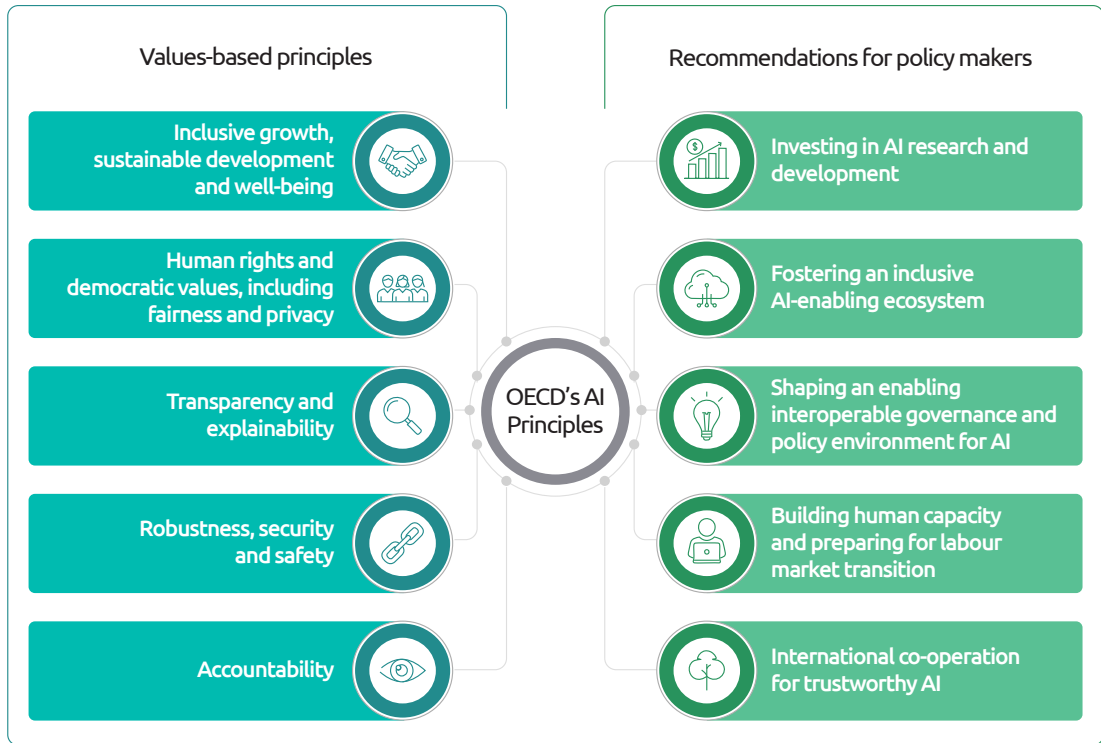 Values-based principles
Inclusive growth,
sustainable development
and well-being
Human rights and
democratic values, including
fairness and privacy
Transparency and
explainability
Robustness, security
and safety
Accountability
OECD’s AI
Principles
Recommendations for policy makers
$
Investing in AI research and
development
Fostering an inclusive
AI-enabling ecosystem
Shaping an enabling
interoperable governance and
policy environment for AI
Building human capacity
and preparing for labour
market transition
International co-operation
for trustworthy AI